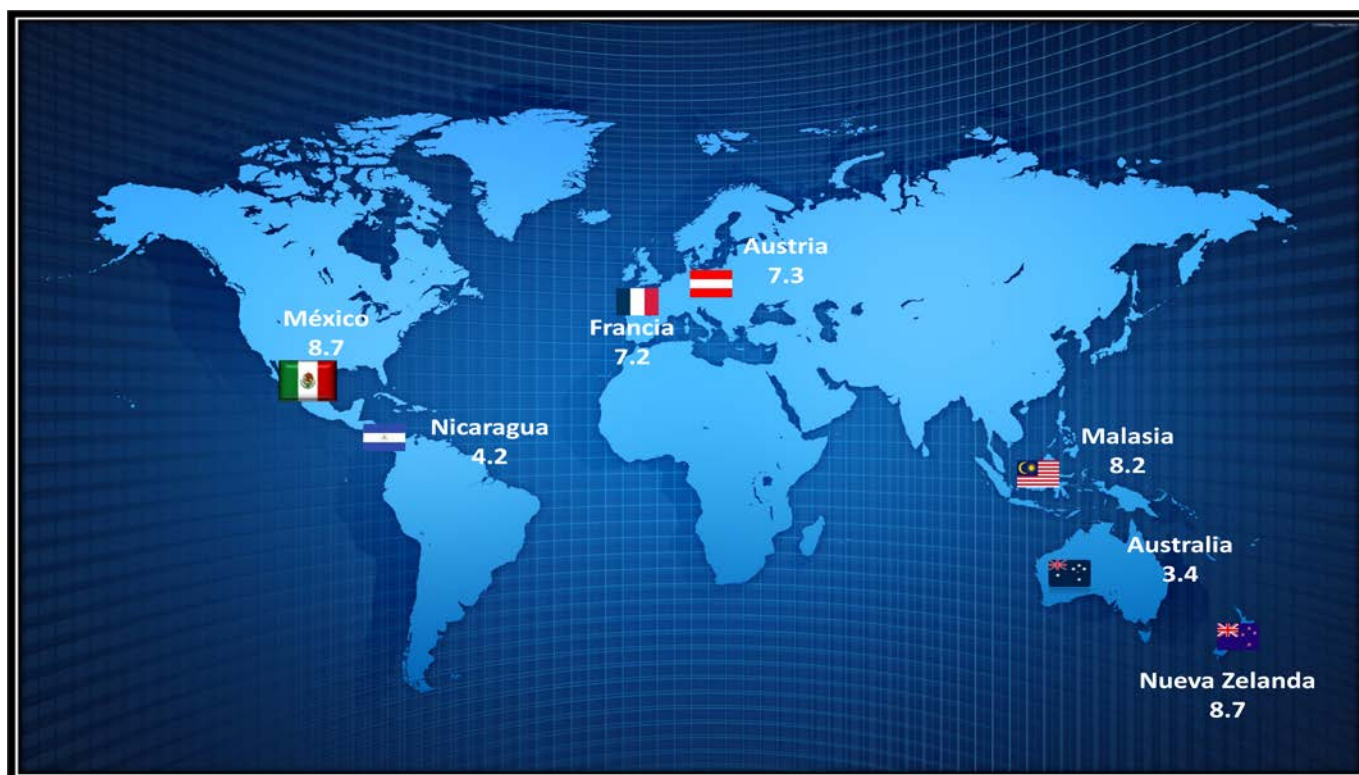 Austria
7.3
México
8.7
Francia
7.2
Nicaragua
4.2
Malasia
8.2
Australia
3.4
Nueva Zelanda
8.7